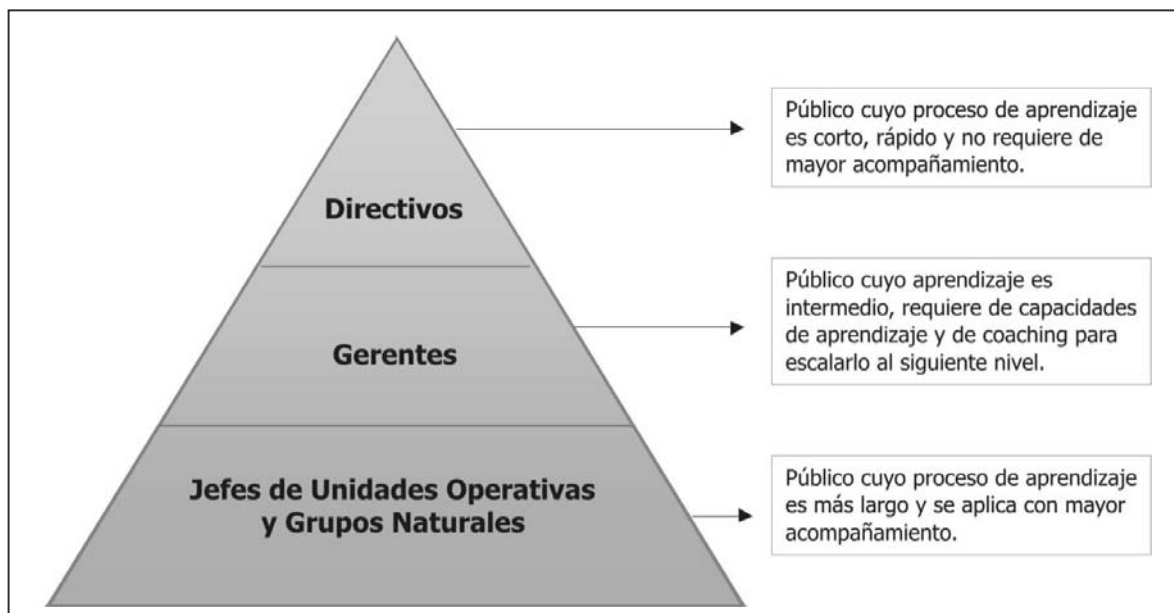 Directivos
Público cuyo proceso de aprendizaje
es corto, rápido y no requiere de
mayor acompañamiento.
Gerentes
Público cuyo aprendizaje es
intermedio, requiere de capacidades
de aprendizaje y de coaching para
escalarlo al siguiente nivel.
Jefes de Unidades Operativas
y Grupos Naturales
Público cuyo proceso de aprendizaje
es más largo y se aplica con mayor
acompañamiento.